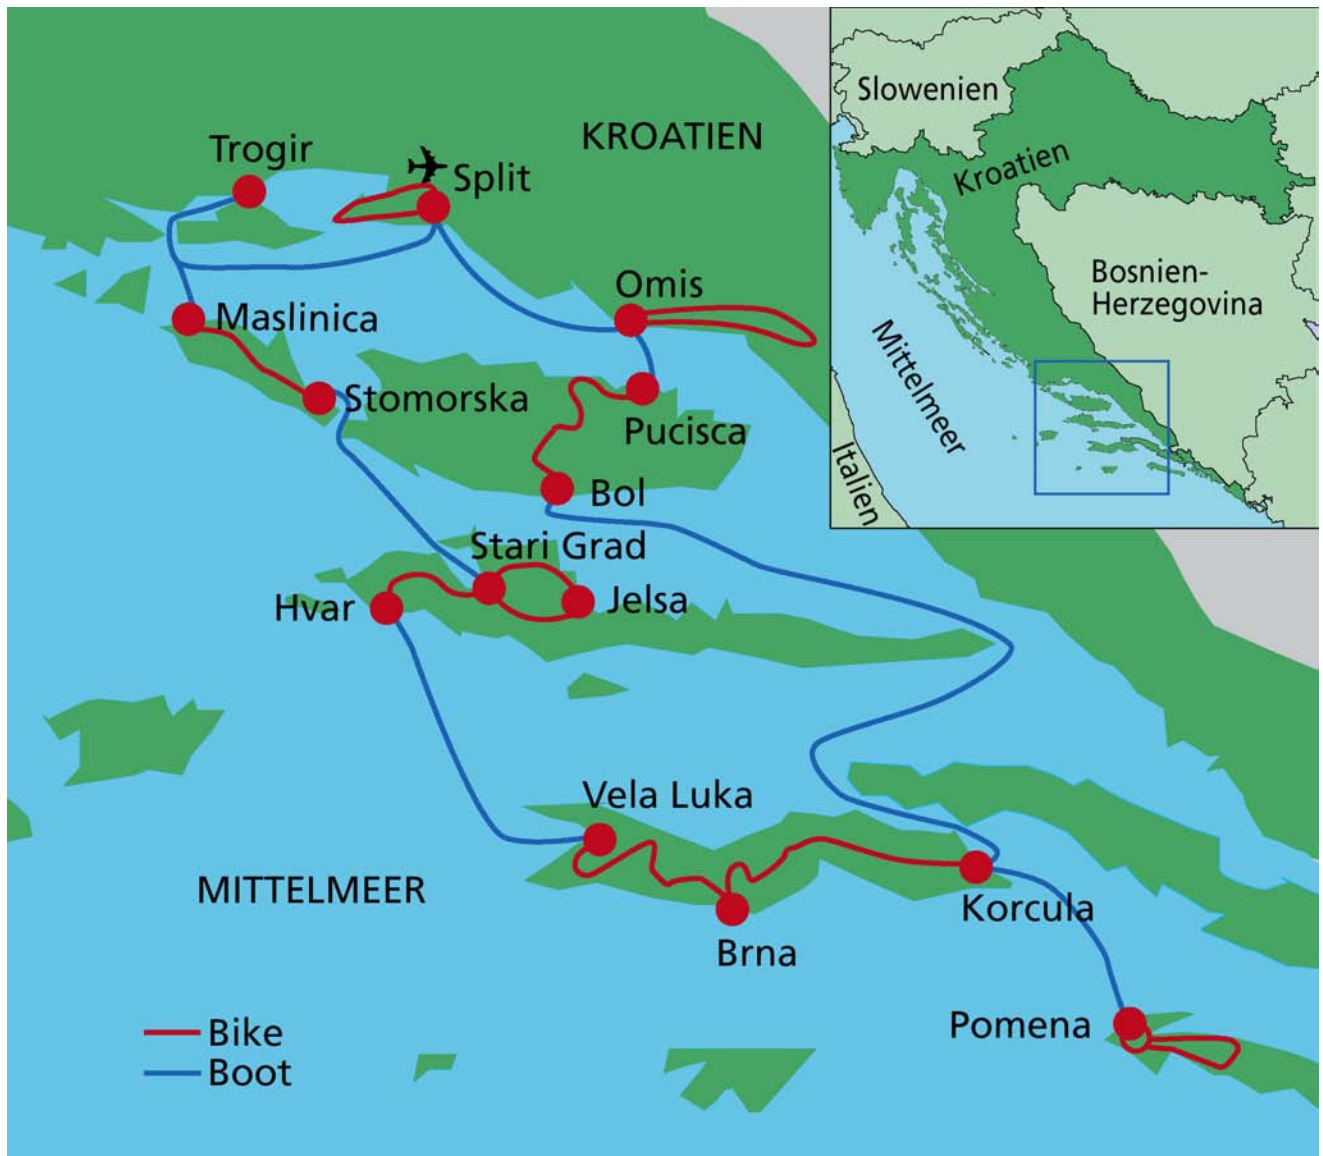 KROATIEN
Trogir
Split
Omis
Maslinica
Stomorska
Pucisca
Bol
Stari Grad
Hvar
Jelsa
Vela Luka
MITTELMEER
Korcula
Brna
Pomena
Bike
Boot
Slowenien
Kroatien
Bosnien-
Herzegovina
Mittelmeer
Italien